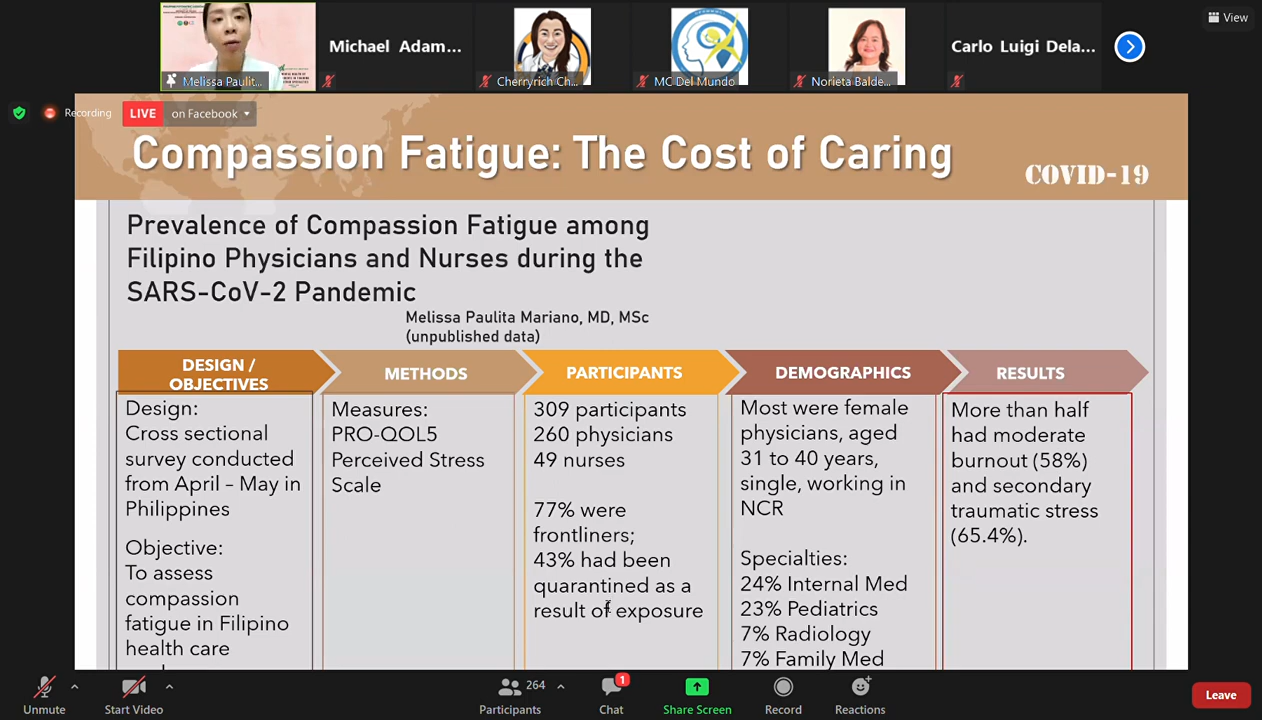 View
Melissa Paulit...
Michael Adam...
Cherryrich Ch...
MC Del Mundo
Norieta Balde...
Carlo Luigi Dela...
Recording
LIVE
on Facebook
Compassion Fatigue: The Cost of Caring
COVID-19
Prevalence of Compassion Fatigue among
Filipino Physicians and Nurses during the
SARS-CoV-2 Pandemic
Melissa Paulita Mariano, MD, MSc
(unpublished data)
DESIGN /
OBJECTIVES
Design:
Cross sectional
survey conducted
from April – May in
Philippines
Objective:
To assess
compassion
fatigue in Filipino
health care
METHODS
Measures:
PRO-QOL5
Perceived Stress
Scale
PARTICIPANTS
309 participants
260 physicians
49 nurses
77% were
frontliners;
43% had been
quarantined as a
result of exposure
DEMOGRAPHICS
Most were female
physicians, aged
31 to 40 years,
single, working in
NCR
Specialties:
24% Internal Med
23% Pediatrics
7% Radiology
7% Family Med
RESULTS
More than half
had moderate
burnout (58%)
and secondary
traumatic stress
(65.4%).
Unmute
Start Video
264
Participants
1
Chat
Share Screen
Record
Reactions
Leave